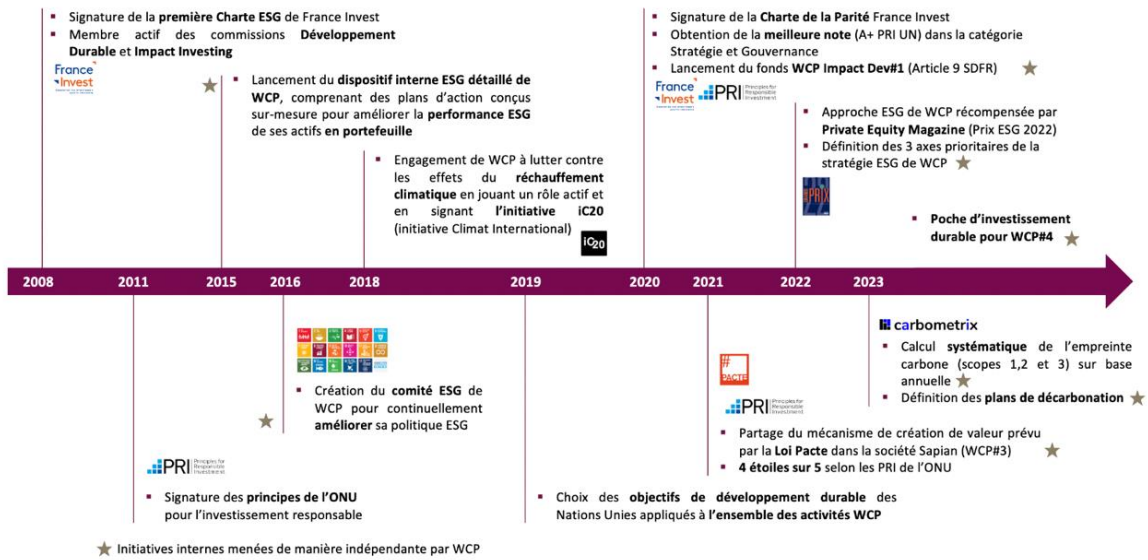 Signature de la première Charte ESG de France Invest
Membre actif des commissions Développement
Durable et Impact Investing
France
Invest
Lancement du dispositif interne ESG détaillé de
WCP, comprenant des plans d'action conçus
sur-mesure pour améliorer la performance ESG
de ses actifs en portefeuille
Engagement de WCP à lutter contre
les effets du réchauffement
climatique en jouant un rôle actif et
en signant l'initiative iC20
(initiative Climat International)
iC20
Signature de la Charte de la Parité France Invest
Obtention de la meilleure note (A+ PRI UN) dans la catégorie
Stratégie et Gouvernance
Lancement du fonds WCP Impact Dev#1 (Article 9 SDFR)
France
Invest
PRI Principles for
Responsible
Investment
Approche ESG de WCP récompensée par
Private Equity Magazine (Prix ESG 2022)
Définition des 3 axes prioritaires de la
stratégie ESG de WCP
PRIX
Poche d'investissement
durable pour WCP#4
2008 2011 2015 2016 2018 2019 2020 2021 2022 2023
Création du comité ESG de
WCP pour continuellement
améliorer sa politique ESG
PRI Principles for
Responsible
Investment
Signature des principes de l'ONU
pour l'investissement responsable
Choix des objectifs de développement durable des
Nations Unies appliqués à l'ensemble des activités WCP
#
PACTE
PRI Principles for
Responsible
Investment
Partage du mécanisme de création de valeur prévu
par la Loi Pacte dans la société Sapian (WCP#3)
4 étoiles sur 5 selon les PRI de l'ONU
carbometrix
Calcul systématique de l'empreinte
carbone (scopes 1,2 et 3) sur base
annuelle
Définition des plans de décarbonation
Initiatives internes menées de manière indépendante par WCP